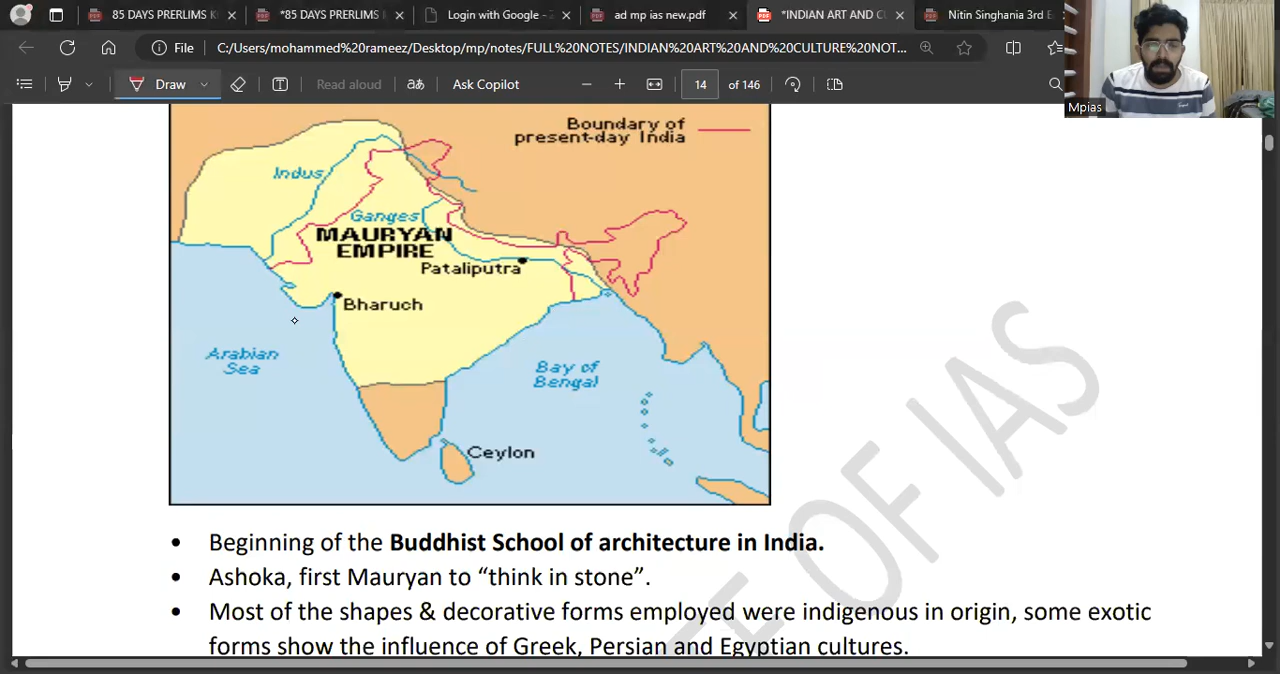 85 DAYS PRERLIMS K
*85 DAYS PRERLIMS
Login with Google -
ad mp ias new.pdf
*INDIAN ART AND CU
Nitin Singhania 3rd E
File
C:/Users/mohammed%20rameez/Desktop/mp/notes/FULL%20NOTES/INDIAN%20ART%20AND%20CULTURE%20NOT...
Draw
Read aloud
aあ
Ask Copilot
14 of 146
Mpias
Boundary of
present-day India
Indus
Ganges
MAURYAN
EMPIRE
Pataliputra
Bharuch
Arabian
Sea
Bay of
Bengal
Ceylon
• Beginning of the Buddhist School of architecture in India.
• Ashoka, first Mauryan to “think in stone”.
• Most of the shapes & decorative forms employed were indigenous in origin, some exotic
forms show the influence of Greek, Persian and Egyptian cultures.
OF IAS